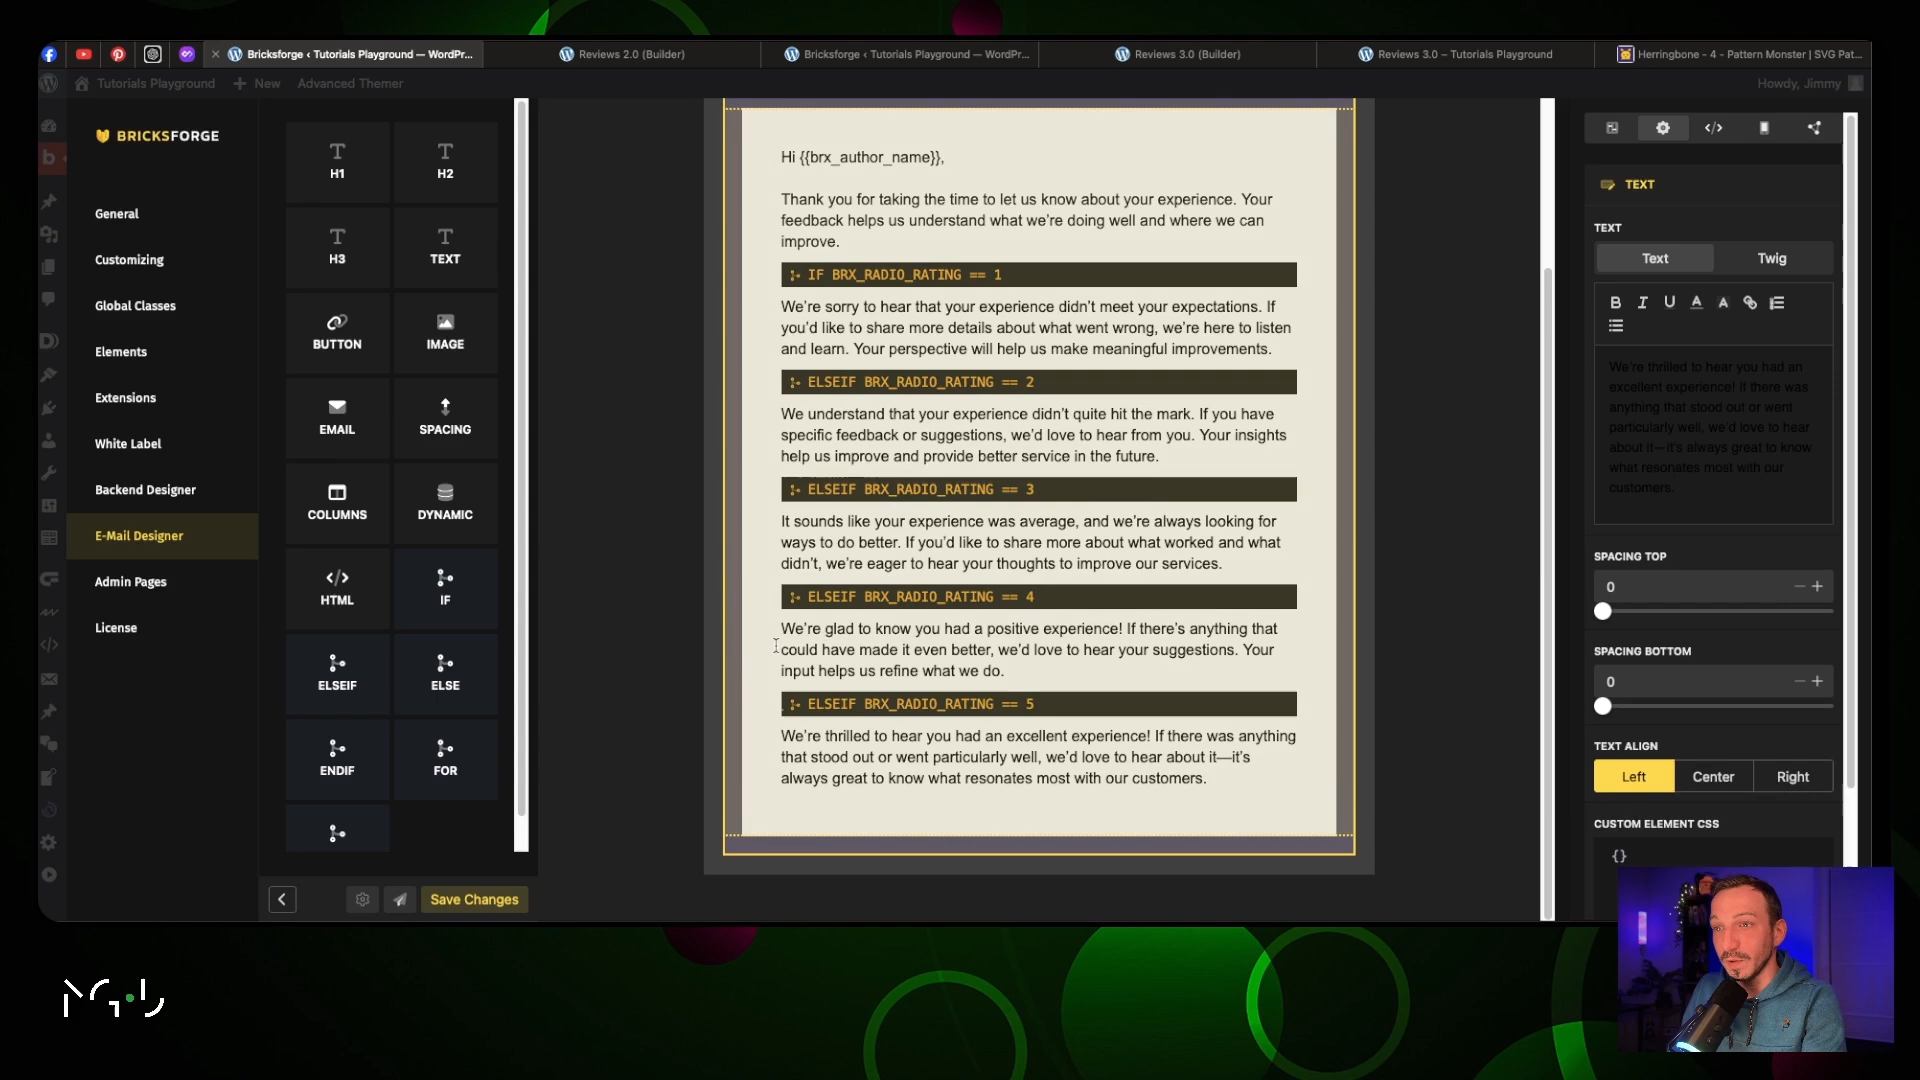 Bricksforge ‹ Tutorials Playground — WordPr...
Reviews 2.0 (Builder)
Bricksforge ‹ Tutorials Playground — WordPr...
Reviews 3.0 (Builder)
Reviews 3.0 – Tutorials Playground
Herringbone - 4 - Pattern Monster | SVG Pat...
Tutorials Playground
New
Advanced Themer
Howdy, Jimmy
BRICKSFORGE
General
Customizing
Global Classes
Elements
Extensions
White Label
Backend Designer
E-Mail Designer
Admin Pages
License
H1
H2
H3
TEXT
BUTTON
IMAGE
EMAIL
SPACING
COLUMNS
DYNAMIC
HTML
IF
ELSEIF
ELSE
ENDIF
FOR
Save Changes
Hi {{brx_author_name}},
Thank you for taking the time to let us know about your experience. Your
feedback helps us understand what we’re doing well and where we can
improve.
IF BRX_RADIO_RATING == 1
We’re sorry to hear that your experience didn’t meet your expectations. If
you’d like to share more details about what went wrong, we’re here to listen
and learn. Your perspective will help us make meaningful improvements.
ELSEIF BRX_RADIO_RATING == 2
We understand that your experience didn’t quite hit the mark. If you have
specific feedback or suggestions, we’d love to hear from you. Your insights
help us improve and provide better service in the future.
ELSEIF BRX_RADIO_RATING == 3
It sounds like your experience was average, and we’re always looking for
ways to do better. If you’d like to share more about what worked and what
didn’t, we’re eager to hear your thoughts to improve our services.
ELSEIF BRX_RADIO_RATING == 4
We’re glad to know you had a positive experience! If there’s anything that
could have made it even better, we’d love to hear your suggestions. Your
input helps us refine what we do.
ELSEIF BRX_RADIO_RATING == 5
We’re thrilled to hear you had an excellent experience! If there was anything
that stood out or went particularly well, we’d love to hear about it—it’s
always great to know what resonates most with our customers.
TEXT
TEXT
Text
Twig
B I U A A
We’re thrilled to hear you had an
excellent experience! If there was
anything that stood out or went
particularly well, we’d love to hear
about it—it’s always great to know
what resonates most with our
customers.
SPACING TOP
0
SPACING BOTTOM
0
TEXT ALIGN
Left
Center
Right
CUSTOM ELEMENT CSS
{}